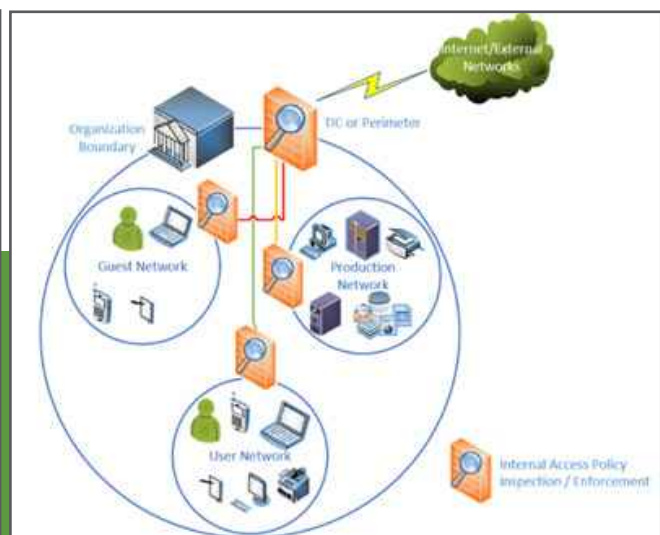 Internet/External
Networks
TIC or Perimeter
Organization
Boundary
Guest Network
Production
Network
User Network
Internal Access Policy
Inspection / Enforcement